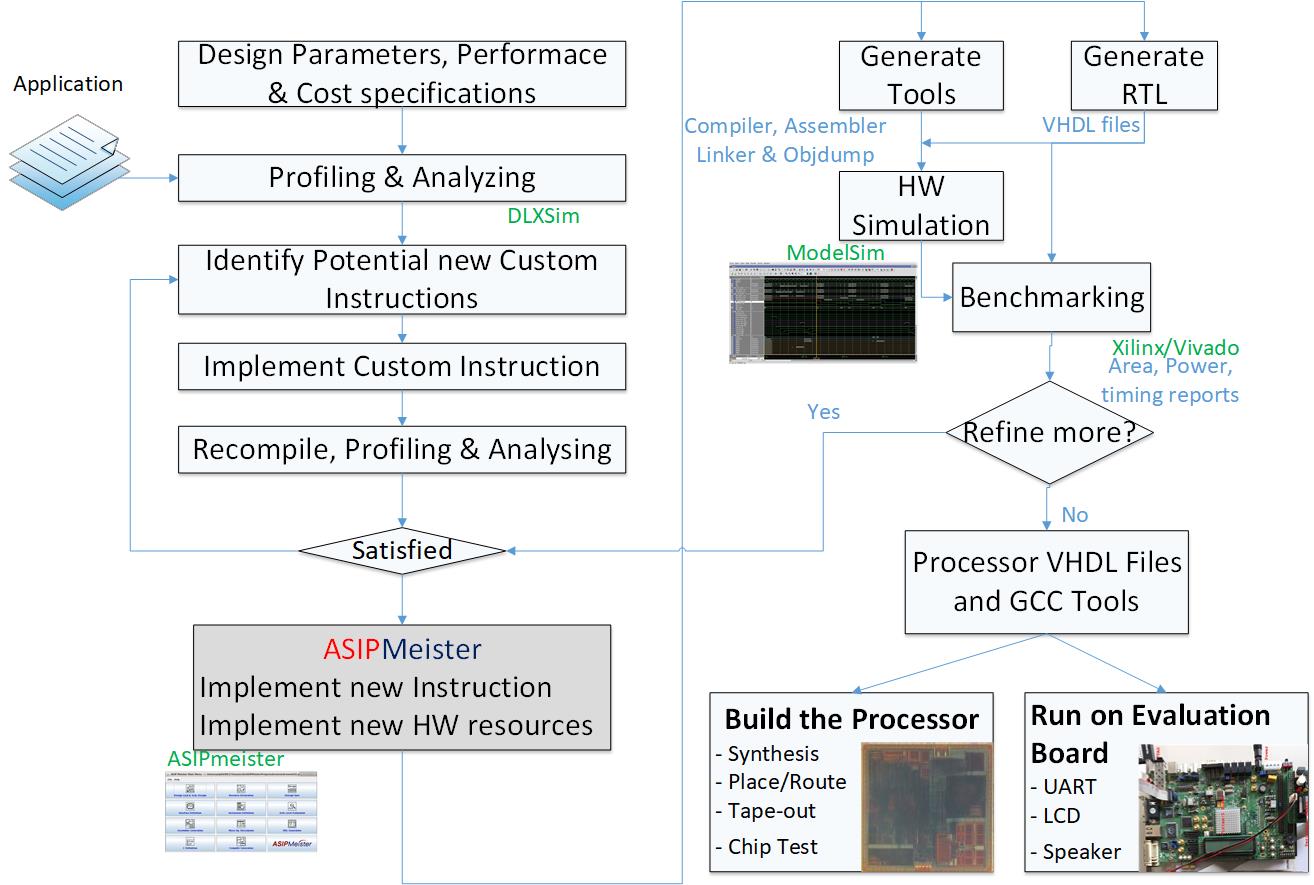 Application
Design Parameters, Performace
& Cost specifications
Profiling & Analyzing
DLXSim
Identify Potential new Custom
Instructions
Implement Custom Instruction
Recompile, Profiling & Analysing
Satisfied
ASIPMeister
Implement new Instruction
Implement new HW resources
ASIPmeister
ASIPMeister
Generate
Tools
Generate
RTL
Compiler, Assembler
Linker & Objdump
VHDL files
HW
Simulation
ModelSim
Benchmarking
Xilinx/Vivado
Area, Power,
timing reports
Refine more?
Yes
No
Processor VHDL Files
and GCC Tools
Build the Processor
- Synthesis
- Place/Route
- Tape-out
- Chip Test
Run on Evaluation
Board
- UART
- LCD
- Speaker